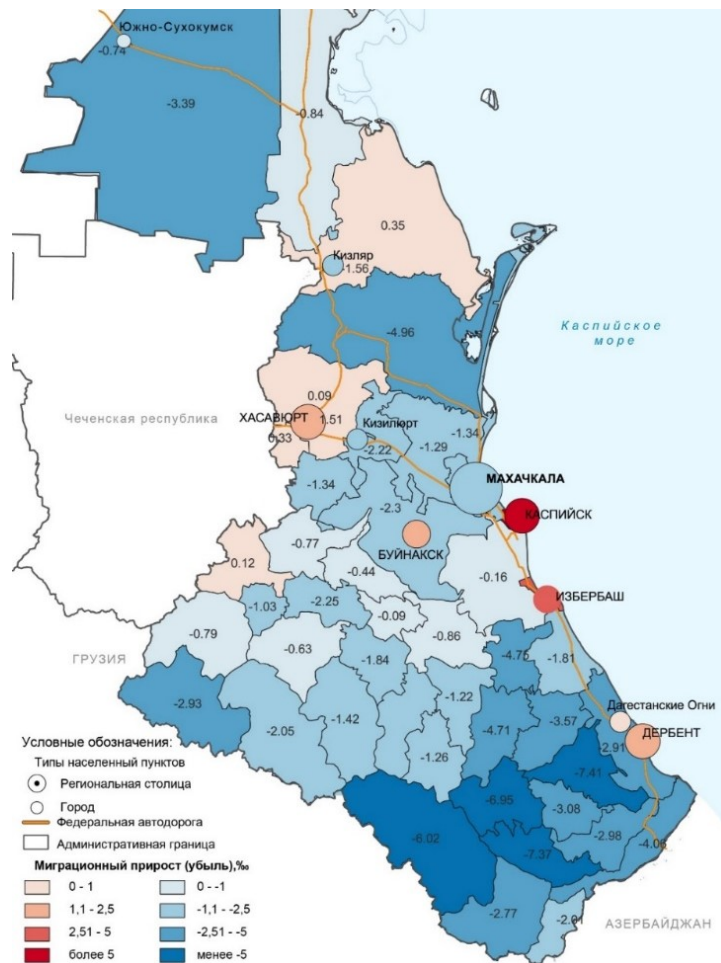 Южно-Сухокумск
-0.74
-3.39
-0.84
0.35
Кизляр
-1.56
-4.96
Каспийское
море
0.09
Чеченская республика
ХАСАВЮРТ
1.51
0.33
Кизилюрт
-2.22
-1.29
-1.34
МАХАЧКАЛА
-1.34
-2.3
КАСПИЙСК
БУЙНАКСК
-0.77
0.12
-0.44
-0.16
ИЗБЕРБАШ
-1.03
-2.25
-0.09
-0.79
-0.63
-0.86
ГРУЗИЯ
-1.84
-4.75
-1.81
-2.93
-1.22
Дагестанские Огни
-2.05
-1.42
-4.71
-3.57
ДЕРБЕНТ
-2.91
-1.26
-7.41
-6.95
-3.08
-6.02
-2.98
-4.06
-7.37
-2.77
-2.01
АЗЕРБАЙДЖАН
Условные обозначения:
Типы населенный пунктов
Региональная столица
Город
Федеральная автодорога
Административная граница
Миграционный прирост (убыль),‰
0 - 1
0 - -1
1,1 - 2,5
-1,1 - -2,5
2,51 - 5
-2,51 - -5
более 5
менее -5